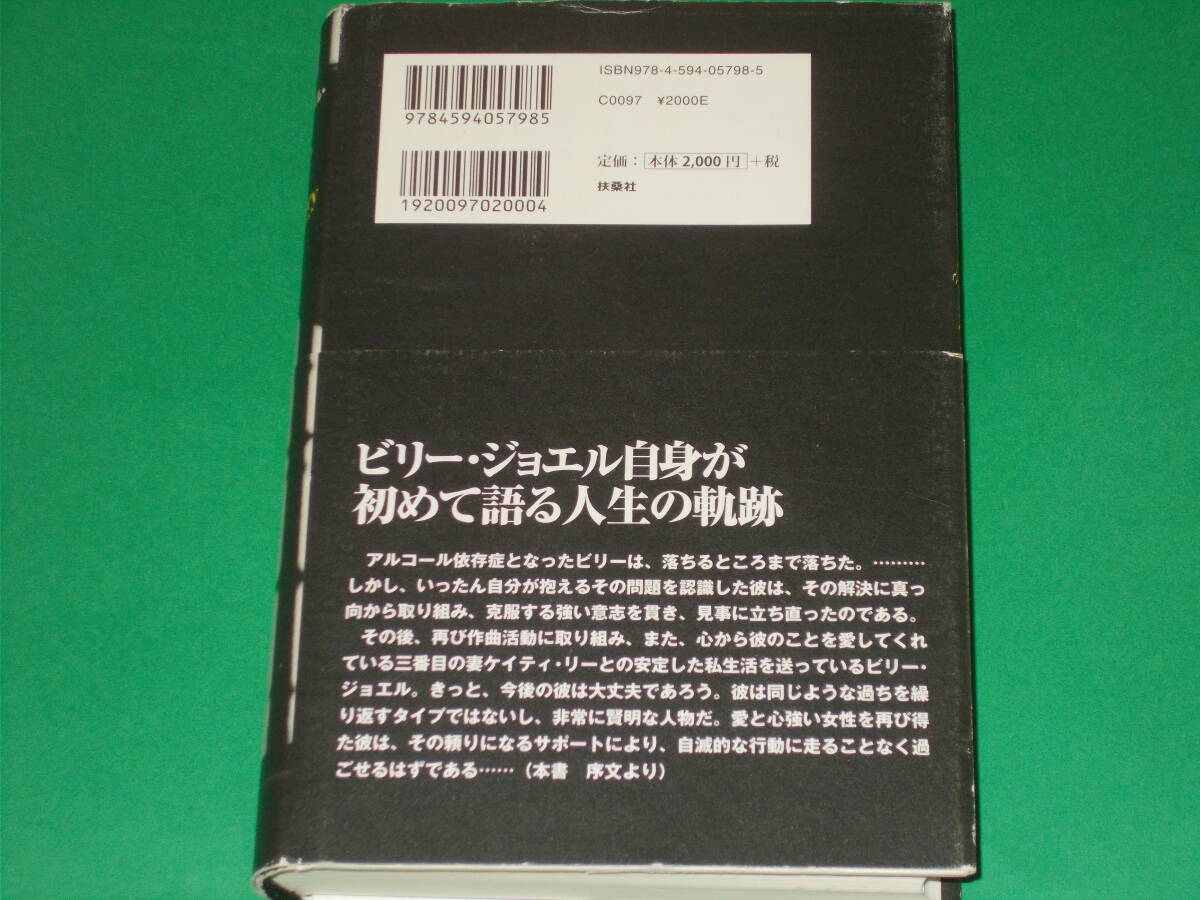 ISBN978-4-594-05798-5
C0097 ¥2000E
9784594057985
定価：本体 2,000 円＋税
扶桑社
1920097020004
ビリー・ジョエル自身が
初めて語る人生の軌跡
アルコール依存症となったビリーは、落ちるところまで落ちた。………
しかし、いったん自分が抱えるその問題を認識した彼は、その解決に真っ
向から取り組み、克服する強い意志を貫き、見事に立ち直ったのである。
その後、再び作曲活動に取り組み、また、心から彼のことを愛してくれ
ている三番目の妻ケイティ・リーとの安定した私生活を送っているビリー・
ジョエル。きっと、今後の彼は大丈夫であろう。彼は同じような過ちを繰
り返すタイプではないし、非常に賢明な人物だ。愛と心強い女性を再び得
た彼は、その頼りになるサポートにより、自滅的な行動に走ることなく過
ごせるはずである……（本書　序文より）